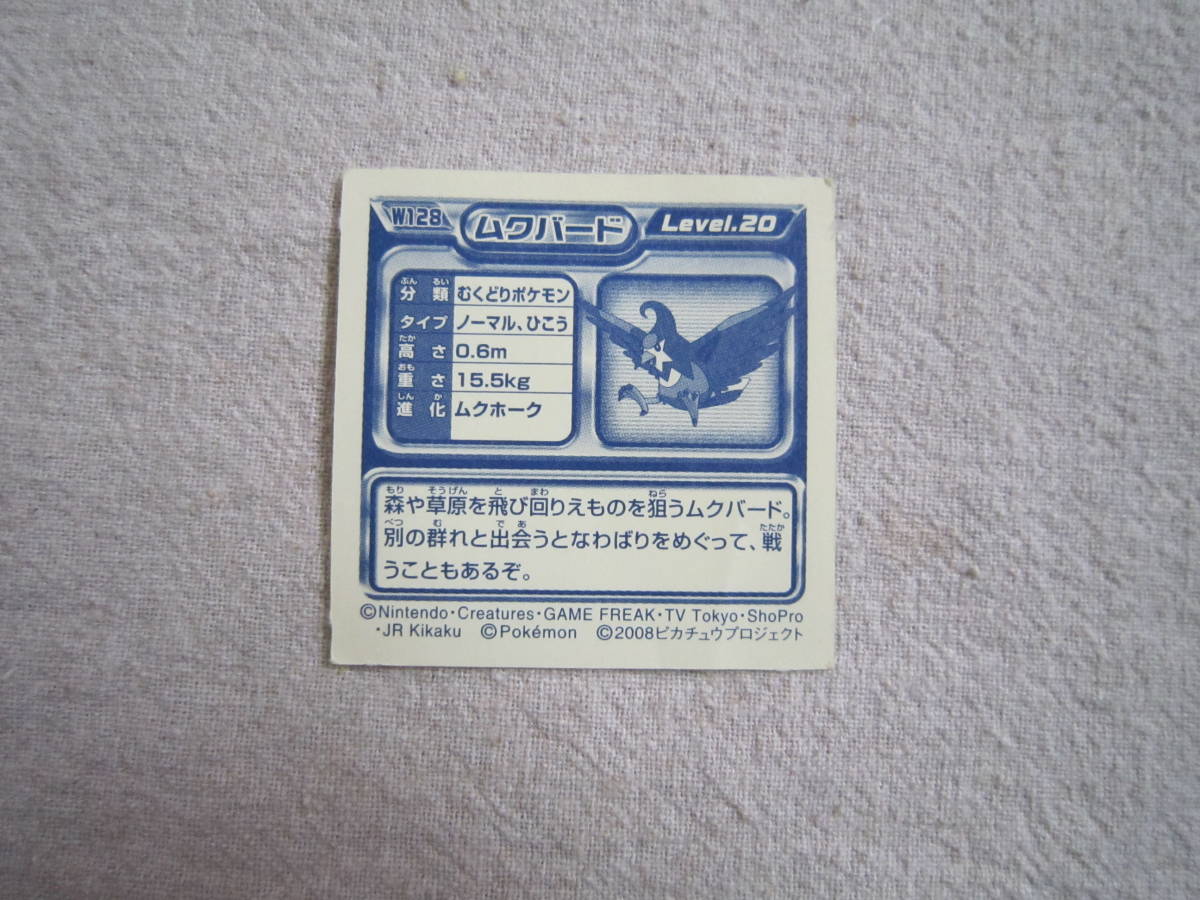 W128 ムクバード Level.20
分類 むくどりポケモン
タイプ ノーマル、ひこう
高さ 0.6m
重さ 15.5kg
進化 ムクホーク
森や草原を飛び回りえものを狙うムクバード。
別の群れと出会うとなわばりをめぐって、戦
うこともあるぞ。
©Nintendo・Creatures・GAME FREAK・TV Tokyo・ShoPro
・JR Kikaku ©Pokémon ©2008ピカチュウプロジェクト